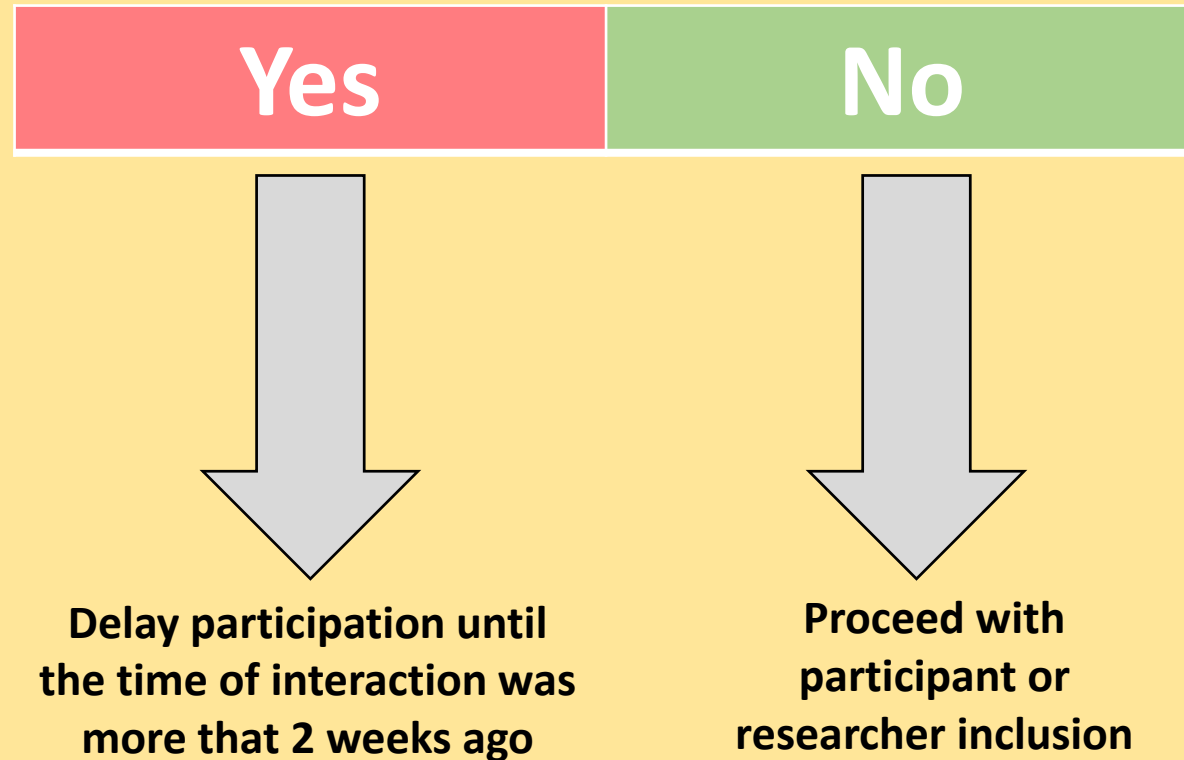 Yes
No
Delay participation until
the time of interaction was
more that 2 weeks ago
Proceed with
participant or
researcher inclusion